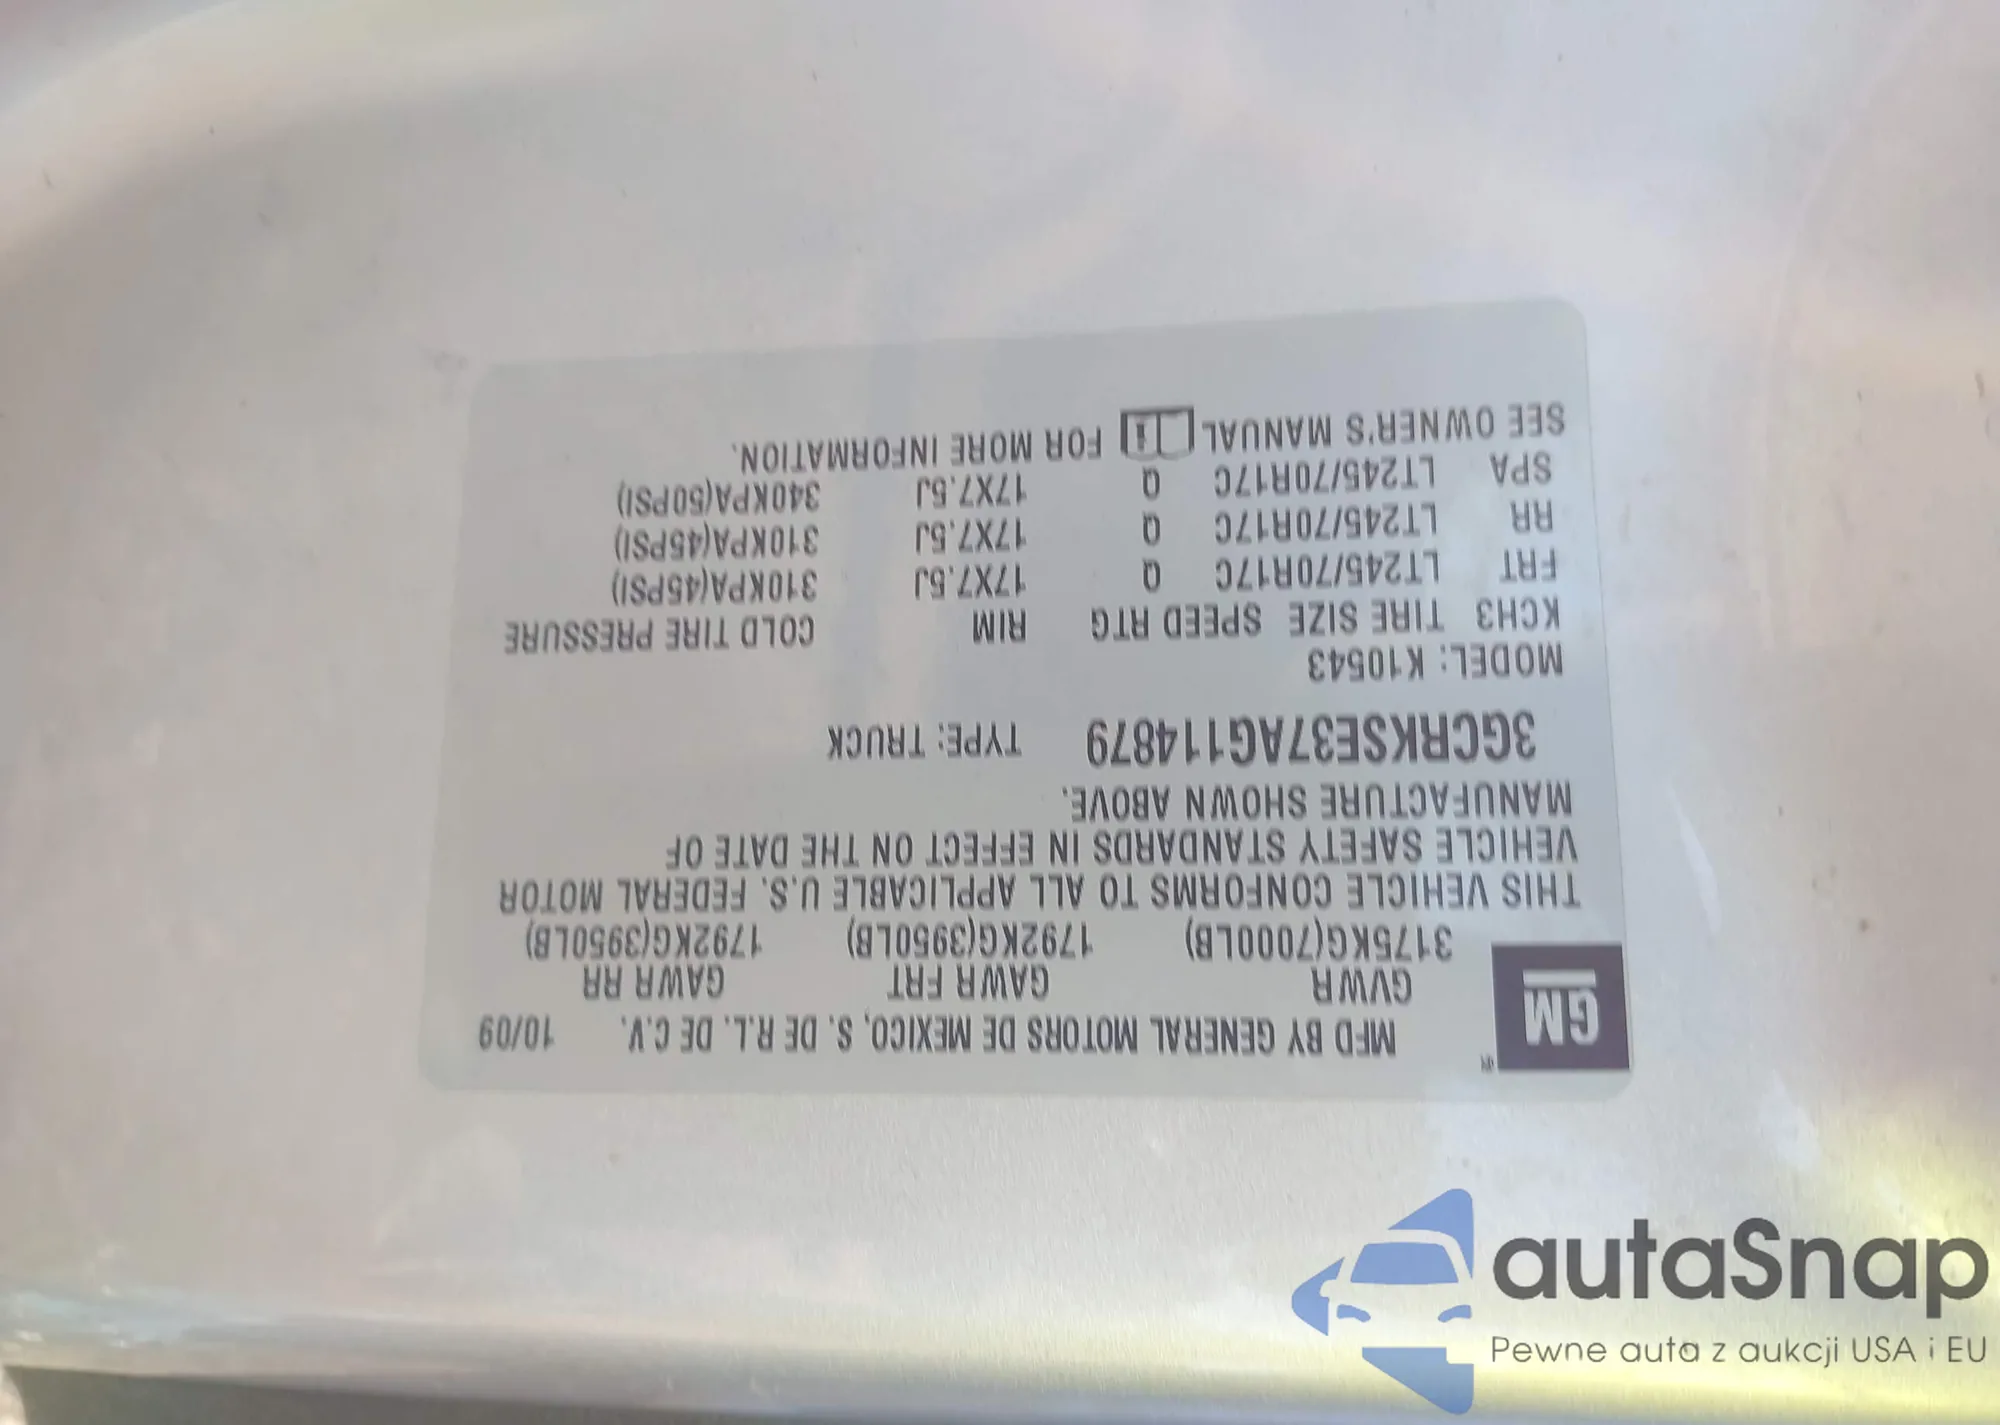 MFD BY GENERAL MOTORS DE MEXICO, S. DE R.L. DE C.V. 10/09
GM
GVWR GAWR FRT GAWR RR
3175KG(7000LB) 1792KG(3950LB) 1792KG(3950LB)
THIS VEHICLE CONFORMS TO ALL APPLICABLE U.S. FEDERAL MOTOR
VEHICLE SAFETY STANDARDS IN EFFECT ON THE DATE OF
MANUFACTURE SHOWN ABOVE.
3GCRKSE37AG114879 TYPE: TRUCK
MODEL: K10543
KCH3 TIRE SIZE SPEED RTG RIM COLD TIRE PRESSURE
FRT LT245/70R17C Q 17X7.5J 310KPA(45PSI)
RR LT245/70R17C Q 17X7.5J 310KPA(45PSI)
SPA LT245/70R17C Q 17X7.5J 340KPA(50PSI)
SEE OWNER'S MANUAL FOR MORE INFORMATION.
autaSnap
Pewne auta z aukcji USA i EU